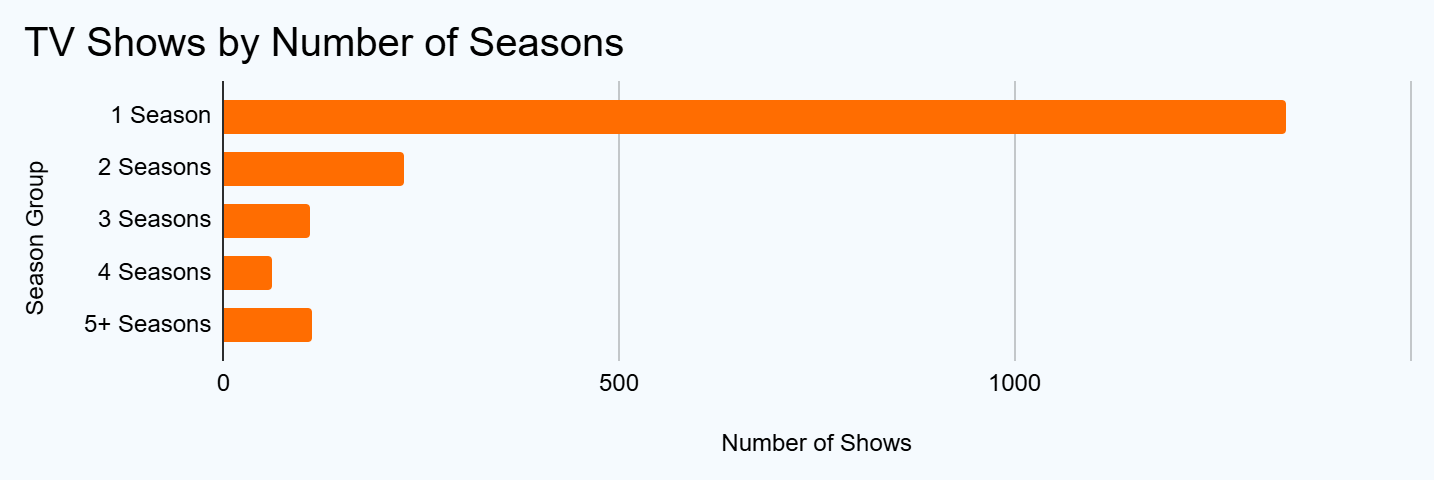 TV Shows by Number of Seasons
Season Group
1 Season
2 Seasons
3 Seasons
4 Seasons
5+ Seasons
0 500 1000
Number of Shows